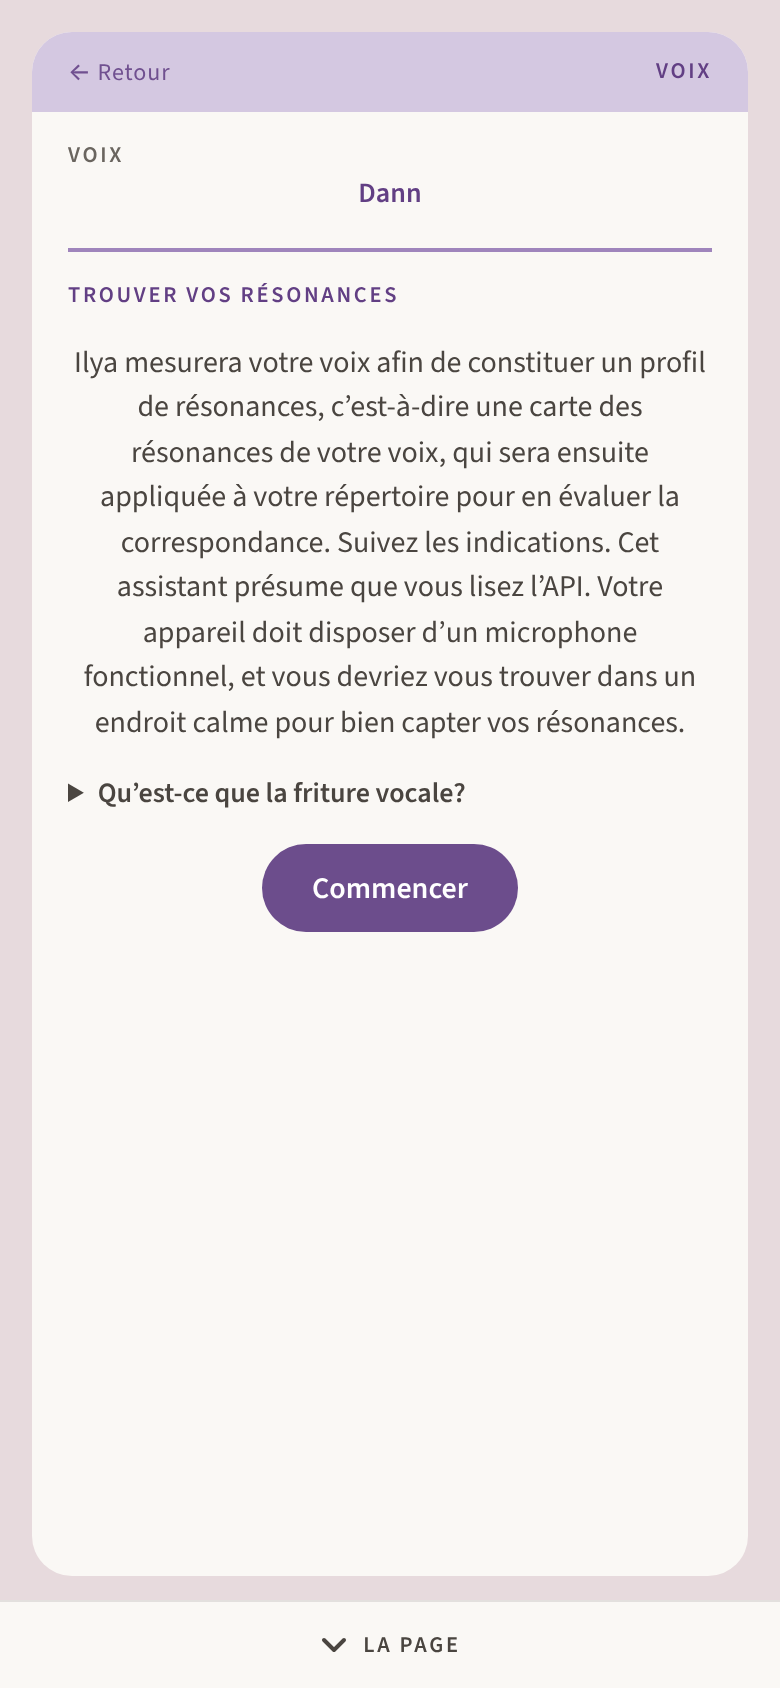 ← Retour
VOIX
VOIX
Dann
TROUVER VOS RÉSONANCES
Ilya mesurera votre voix afin de constituer un profil
de résonances, c’est-à-dire une carte des
résonances de votre voix, qui sera ensuite
appliquée à votre répertoire pour en évaluer la
correspondance. Suivez les indications. Cet
assistant présume que vous lisez l’API. Votre
appareil doit disposer d’un microphone
fonctionnel, et vous devriez vous trouver dans un
endroit calme pour bien capter vos résonances.
▶ Qu’est-ce que la friture vocale?
Commencer
LA PAGE